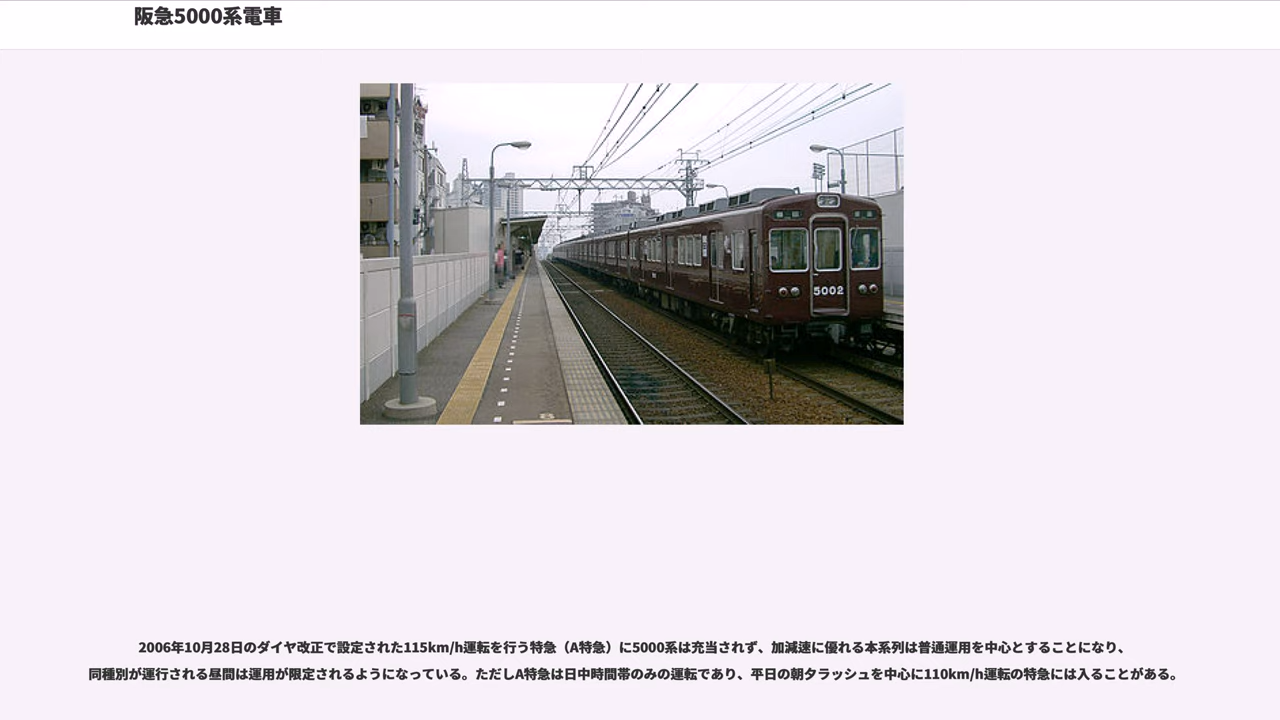 阪急5000系電車
5002
2006年10月28日のダイヤ改正で設定された115km/h運転を行う特急（A特急）に5000系は充当されず、加減速に優れる本系列は普通運用を中心とすることになり、
同種別が運行される昼間は運用が限定されるようになっている。ただしA特急は日中時間帯のみの運転であり、平日の朝夕ラッシュを中心に110km/h運転の特急には入ることがある。